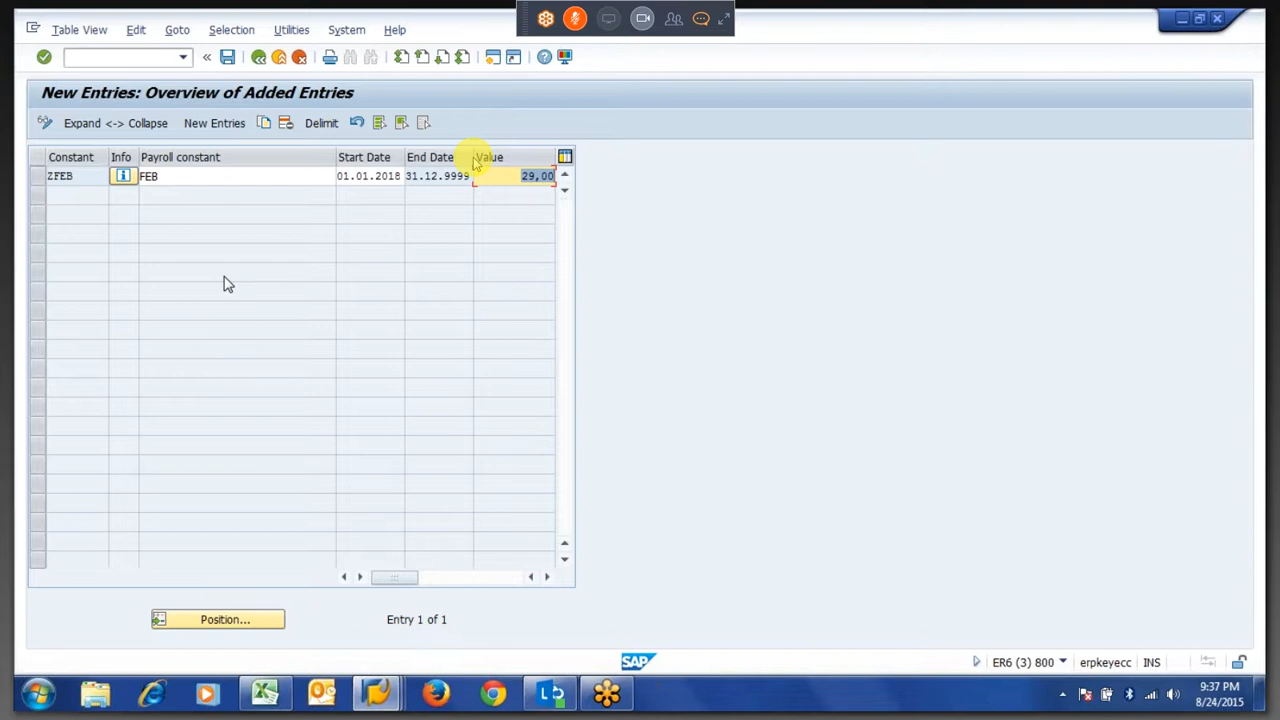 Table View Edit Goto Selection Utilities System Help
New Entries: Overview of Added Entries
Expand <-> Collapse New Entries Delimit
Constant Info Payroll constant Start Date End Date Value
ZFEB FEB 01.01.2018 31.12.9999 29,00
Position... Entry 1 of 1
SAP
ER6 (3) 800 erpkeyecc INS
9:37 PM
8/24/2015